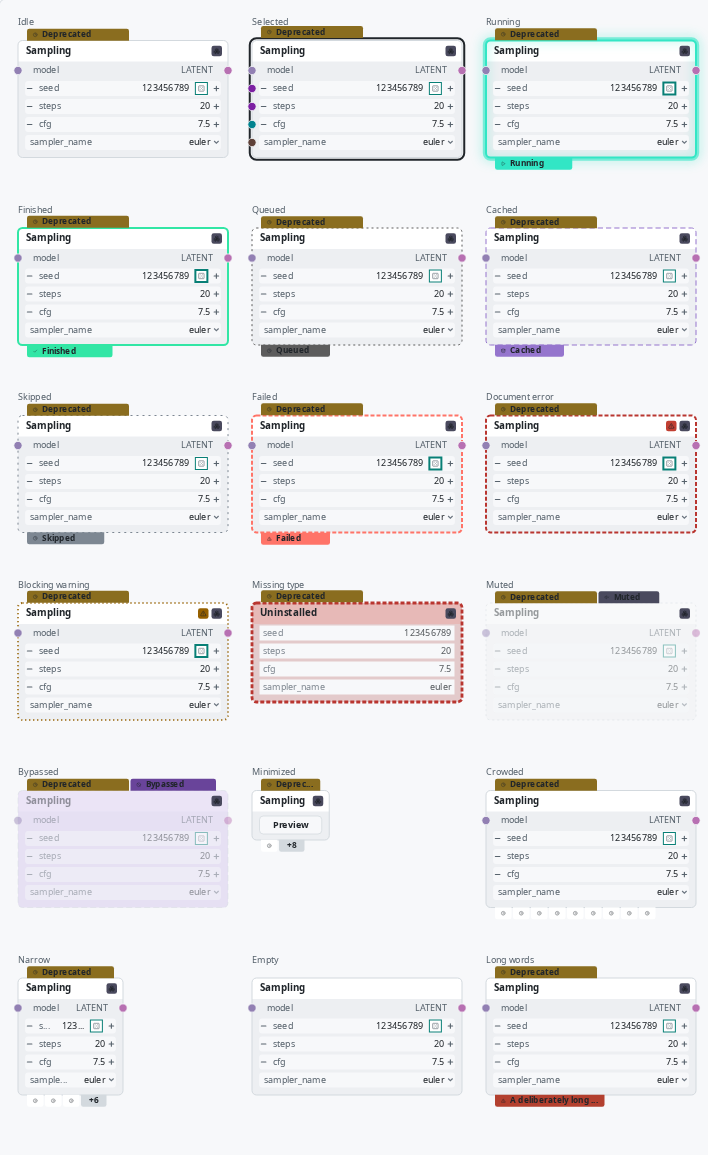 Idle
Deprecated
Sampling
model LATENT
− seed 123456789 +
− steps 20 +
− cfg 7.5 +
sampler_name euler
Selected
Deprecated
Sampling
model LATENT
− seed 123456789 +
− steps 20 +
− cfg 7.5 +
sampler_name euler
Running
Deprecated
Sampling
model LATENT
− seed 123456789 +
− steps 20 +
− cfg 7.5 +
sampler_name euler
Running
Finished
Deprecated
Sampling
model LATENT
− seed 123456789 +
− steps 20 +
− cfg 7.5 +
sampler_name euler
Finished
Queued
Deprecated
Sampling
model LATENT
− seed 123456789 +
− steps 20 +
− cfg 7.5 +
sampler_name euler
Queued
Cached
Deprecated
Sampling
model LATENT
− seed 123456789 +
− steps 20 +
− cfg 7.5 +
sampler_name euler
Cached
Skipped
Deprecated
Sampling
model LATENT
− seed 123456789 +
− steps 20 +
− cfg 7.5 +
sampler_name euler
Skipped
Failed
Deprecated
Sampling
model LATENT
− seed 123456789 +
− steps 20 +
− cfg 7.5 +
sampler_name euler
Failed
Document error
Deprecated
Sampling
model LATENT
− seed 123456789 +
− steps 20 +
− cfg 7.5 +
sampler_name euler
Blocking warning
Deprecated
Sampling
model LATENT
− seed 123456789 +
− steps 20 +
− cfg 7.5 +
sampler_name euler
Missing type
Deprecated
Uninstalled
seed 123456789
steps 20
cfg 7.5
sampler_name euler
Muted
Deprecated Muted
Sampling
model LATENT
− seed 123456789 +
− steps 20 +
− cfg 7.5 +
sampler_name euler
Bypassed
Deprecated Bypassed
Sampling
model LATENT
− seed 123456789 +
− steps 20 +
− cfg 7.5 +
sampler_name euler
Minimized
Deprec...
Sampling
Preview
+8
Crowded
Deprecated
Sampling
model LATENT
− seed 123456789 +
− steps 20 +
− cfg 7.5 +
sampler_name euler
Narrow
Deprecated
Sampling
model LATENT
− s... 123... +
− steps 20 +
− cfg 7.5 +
sample... euler
+6
Empty
Sampling
model LATENT
− seed 123456789 +
− steps 20 +
− cfg 7.5 +
sampler_name euler
Long words
Deprecated
Sampling
model LATENT
− seed 123456789 +
− steps 20 +
− cfg 7.5 +
sampler_name euler
A deliberately long ...